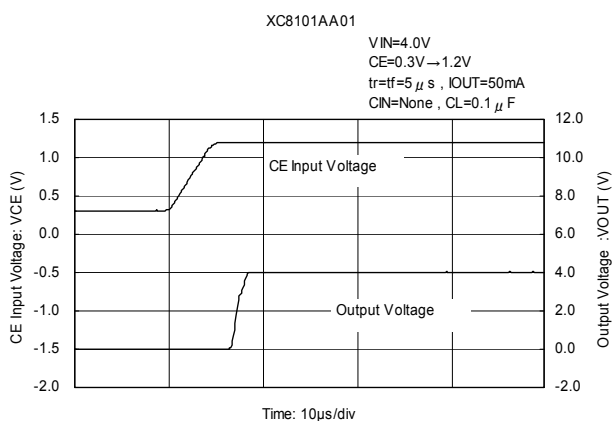 XC8101AA01
VIN=4.0V
CE=0.3V→1.2V
tr=tf=5μs , IOUT=50mA
CIN=None , CL=0.1μF
CE Input Voltage: VCE (V)
1.5
1.0
0.5
0.0
-0.5
-1.0
-1.5
-2.0
CE Input Voltage
Output Voltage
12.0
10.0
8.0
6.0
4.0
2.0
0.0
-2.0
Output Voltage :VOUT (V)
Time: 10μs/div